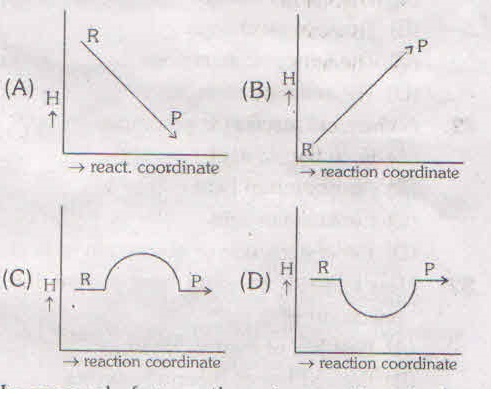 (A)
H
↑
R
P
→ react. coordinate
(B)
H
↑
R
P
→ reaction coordinate
(C)
H
↑
R
P
→ reaction coordinate
(D)
H
↑
R
P
→ reaction coordinate